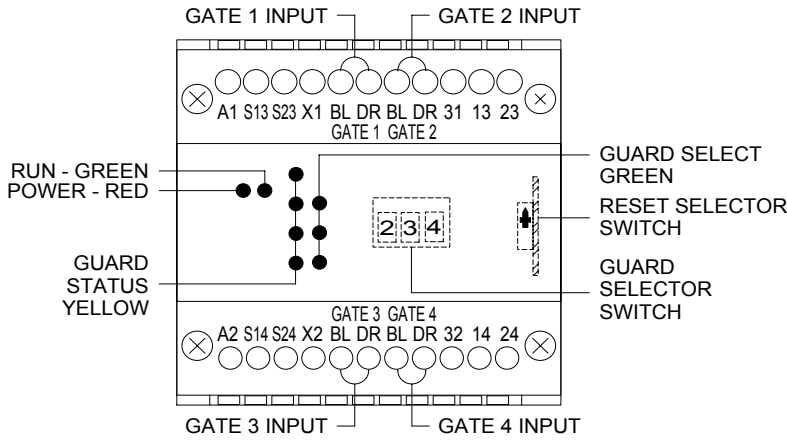 GATE 1 INPUT
GATE 2 INPUT
A1 S13 S23 X1 BL DR BL DR 31 13 23
GATE 1 GATE 2
RUN - GREEN
POWER - RED
GUARD
STATUS
YELLOW
2 3 4
GUARD SELECT
GREEN
RESET SELECTOR
SWITCH
GUARD
SELECTOR
SWITCH
GATE 3 GATE 4
A2 S14 S24 X2 BL DR BL DR 32 14 24
GATE 3 INPUT
GATE 4 INPUT